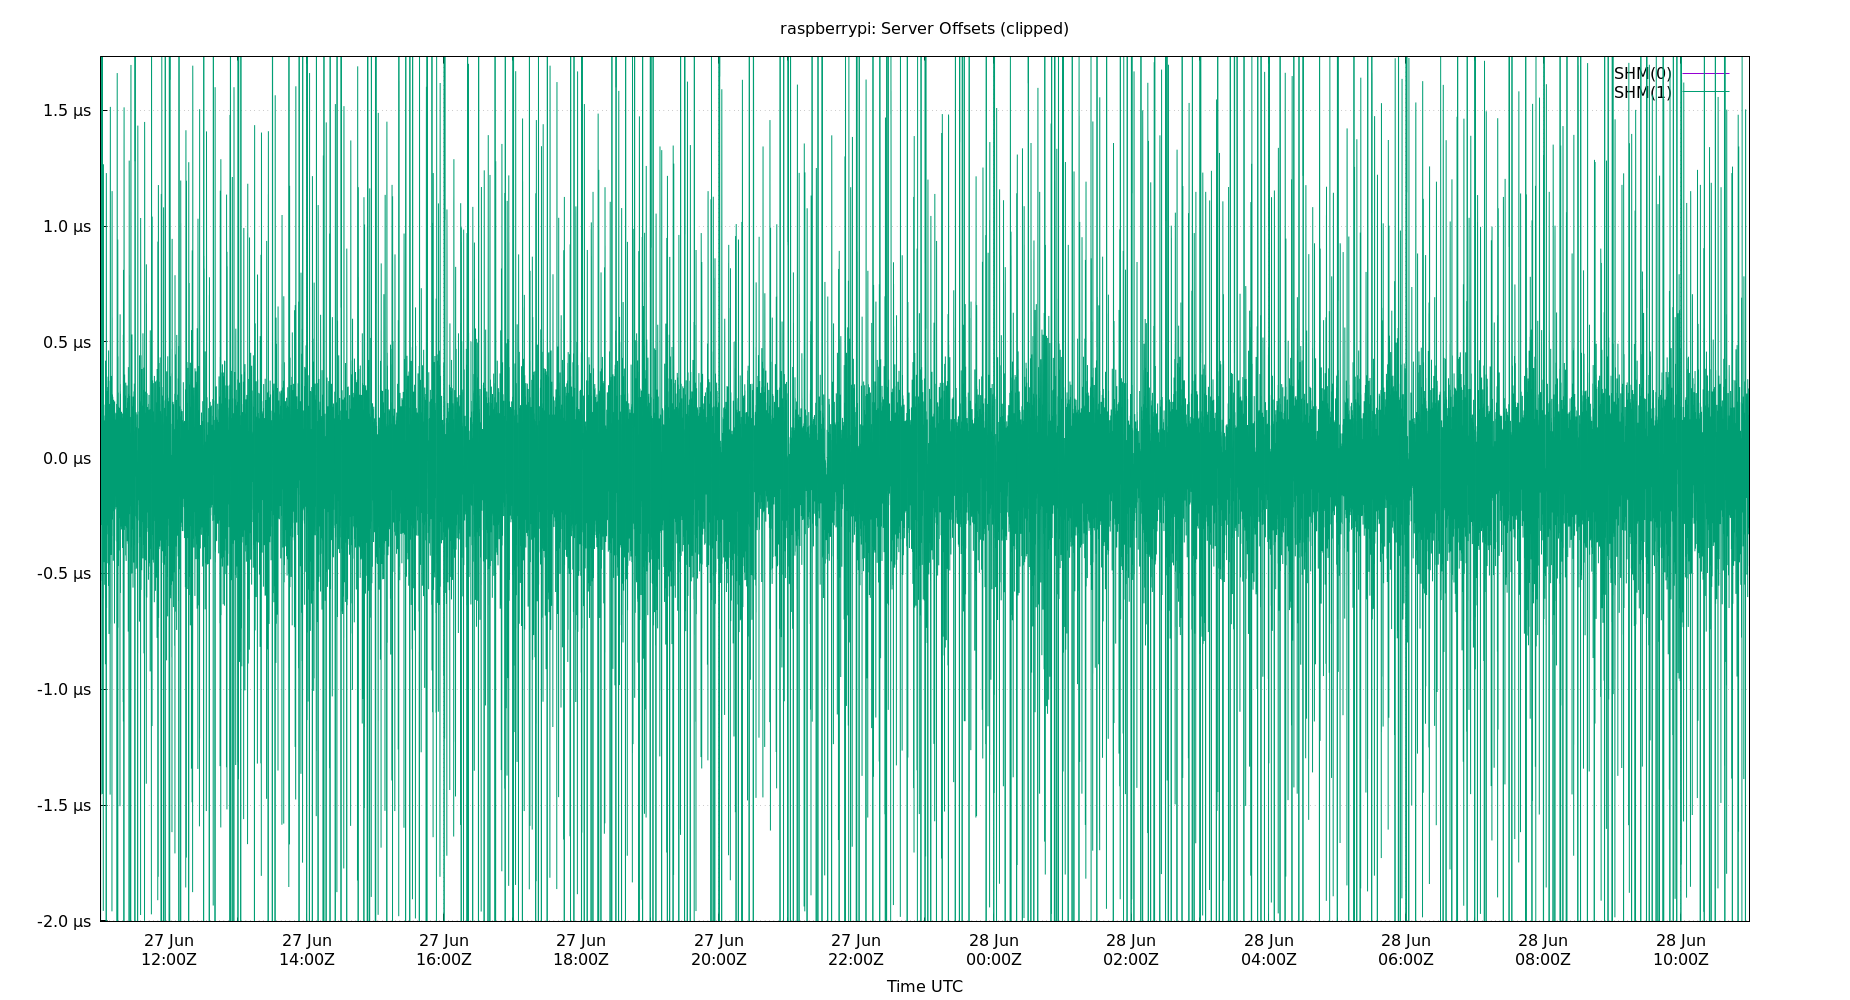 raspberrypi: Server Offsets (clipped)
SHM(0)
SHM(1)
1.5 µs
1.0 µs
0.5 µs
0.0 µs
-0.5 µs
-1.0 µs
-1.5 µs
-2.0 µs
27 Jun 27 Jun 27 Jun 27 Jun 27 Jun 27 Jun 28 Jun 28 Jun 28 Jun 28 Jun 28 Jun 28 Jun
12:00Z 14:00Z 16:00Z 18:00Z 20:00Z 22:00Z 00:00Z 02:00Z 04:00Z 06:00Z 08:00Z 10:00Z
Time UTC